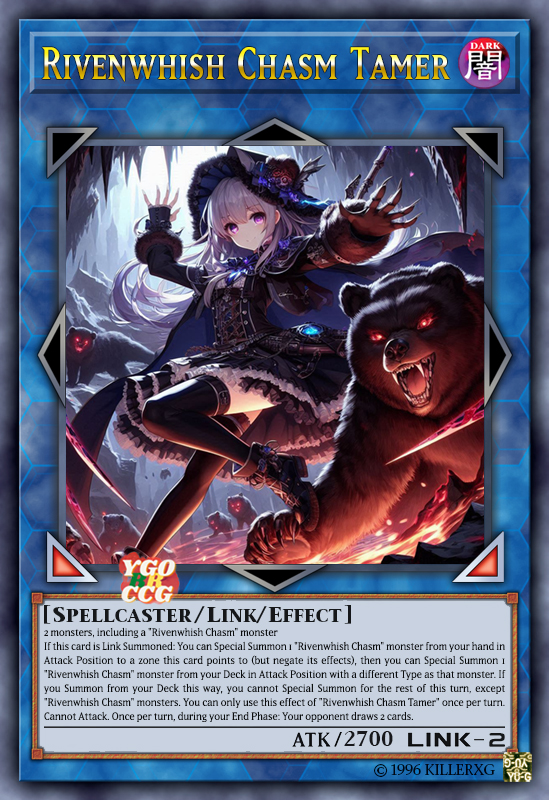 RIVENWHISH CHASM TAMER
DARK
闇
YGO
RR
CCG
[SPELLCASTER/LINK/EFFECT]
2 monsters, including a "Rivenwhish Chasm" monster
If this card is Link Summoned: You can Special Summon 1 "Rivenwhish Chasm" monster from your hand in
Attack Position to a zone this card points to (but negate its effects), then you can Special Summon 1
"Rivenwhish Chasm" monster from your Deck in Attack Position with a different Type as that monster. If
you Summon from your Deck this way, you cannot Special Summon for the rest of this turn, except
"Rivenwhish Chasm" monsters. You can only use this effect of "Rivenwhish Chasm Tamer" once per turn.
Cannot Attack. Once per turn, during your End Phase: Your opponent draws 2 cards.
ATK/2700 LINK-2
© 1996 KILLERXG
YU-G